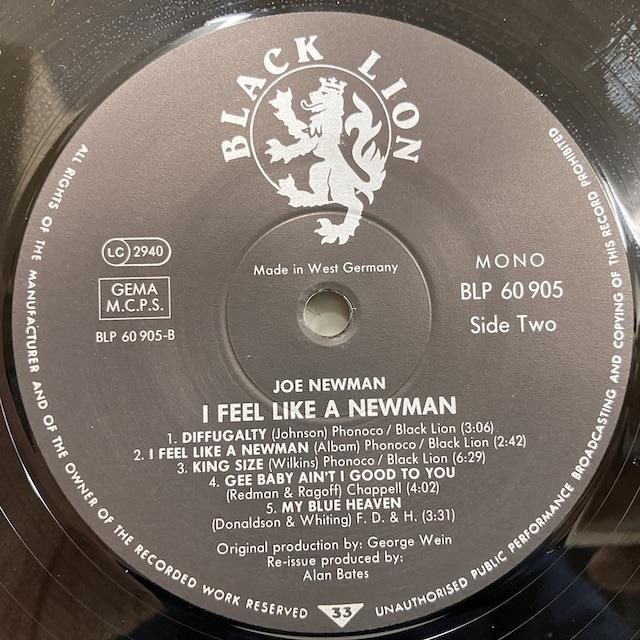 BLACK LION
LC 2940
GEMA
M.C.P.S.
BLP 60 905-B
Made in West Germany
MONO
BLP 60 905
Side Two
JOE NEWMAN
I FEEL LIKE A NEWMAN
1. DIFFUGALTY (Johnson) Phonoco / Black Lion (3:06)
2. I FEEL LIKE A NEWMAN (Albam) Phonoco / Black Lion (2:42)
3. KING SIZE (Wilkins) Phonoco / Black Lion (6:29)
4. GEE BABY AIN'T I GOOD TO YOU
(Redman & Ragoff) Chappell (4:02)
5. MY BLUE HEAVEN
(Donaldson & Whiting) F. D. & H. (3:31)
Original production by: George Wein
Re-issue produced by:
Alan Bates
ALL RIGHTS OF THE MANUFACTURER AND OF THE OWNER OF THE RECORDED WORK RESERVED
33
UNAUTHORISED PUBLIC PERFORMANCE BROADCASTING AND COPYING OF THIS RECORD PROHIBITED